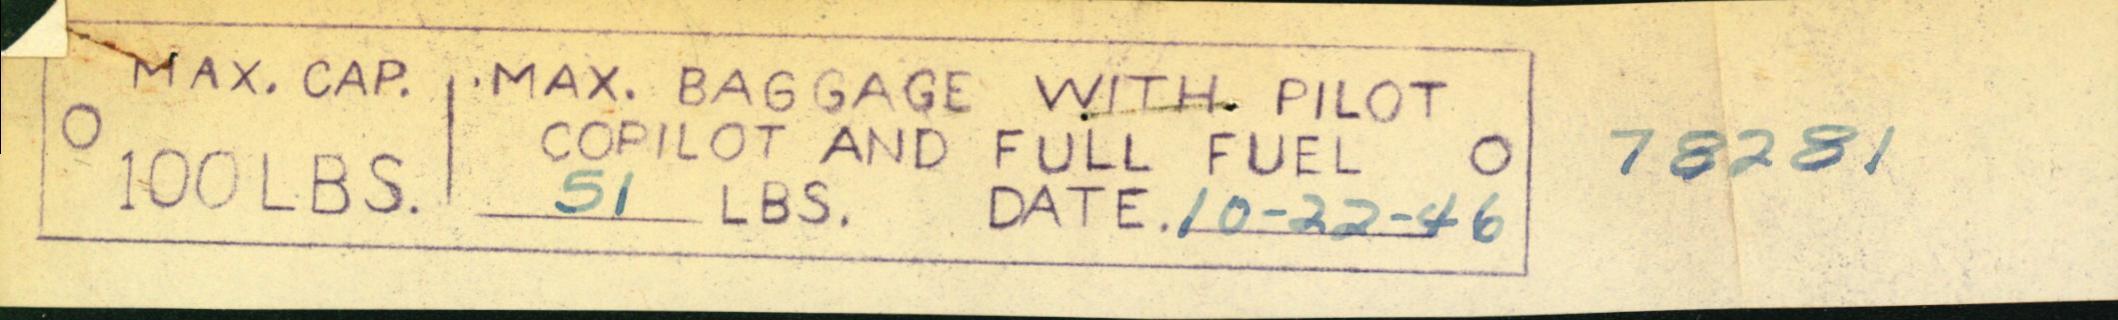 MAX. CAP.
100 LBS.
MAX. BAGGAGE WITH PILOT
COPILOT AND FULL FUEL
51 LBS. DATE. 10-22-46
78281